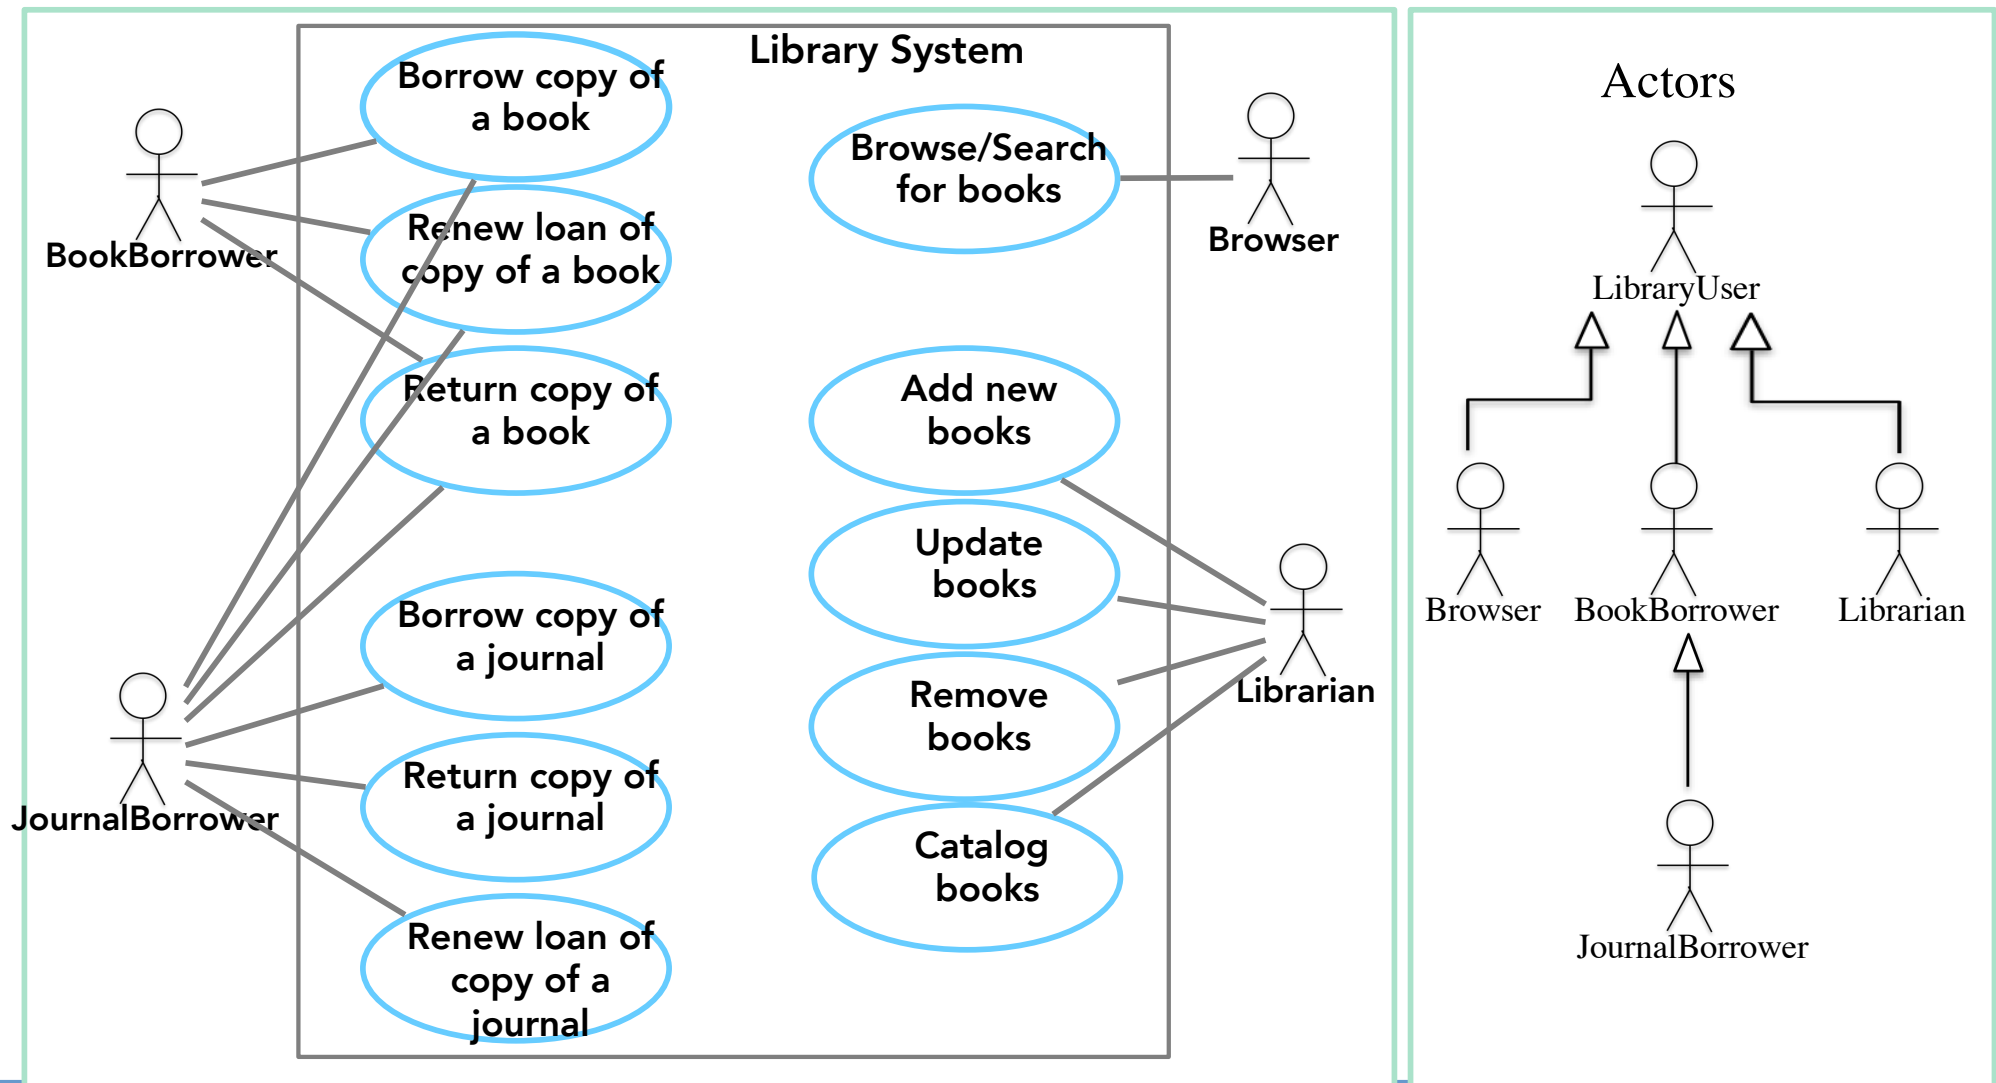 Library System
Borrow copy of
a book
Renew loan of
copy of a book
Return copy of
a book
Borrow copy of
a journal
Return copy of
a journal
Renew loan of
copy of a
journal
Browse/Search
for books
Add new
books
Update
books
Remove
books
Catalog
books
BookBorrower
JournalBorrower
Browser
Librarian
Actors
LibraryUser
Browser
BookBorrower
Librarian
JournalBorrower